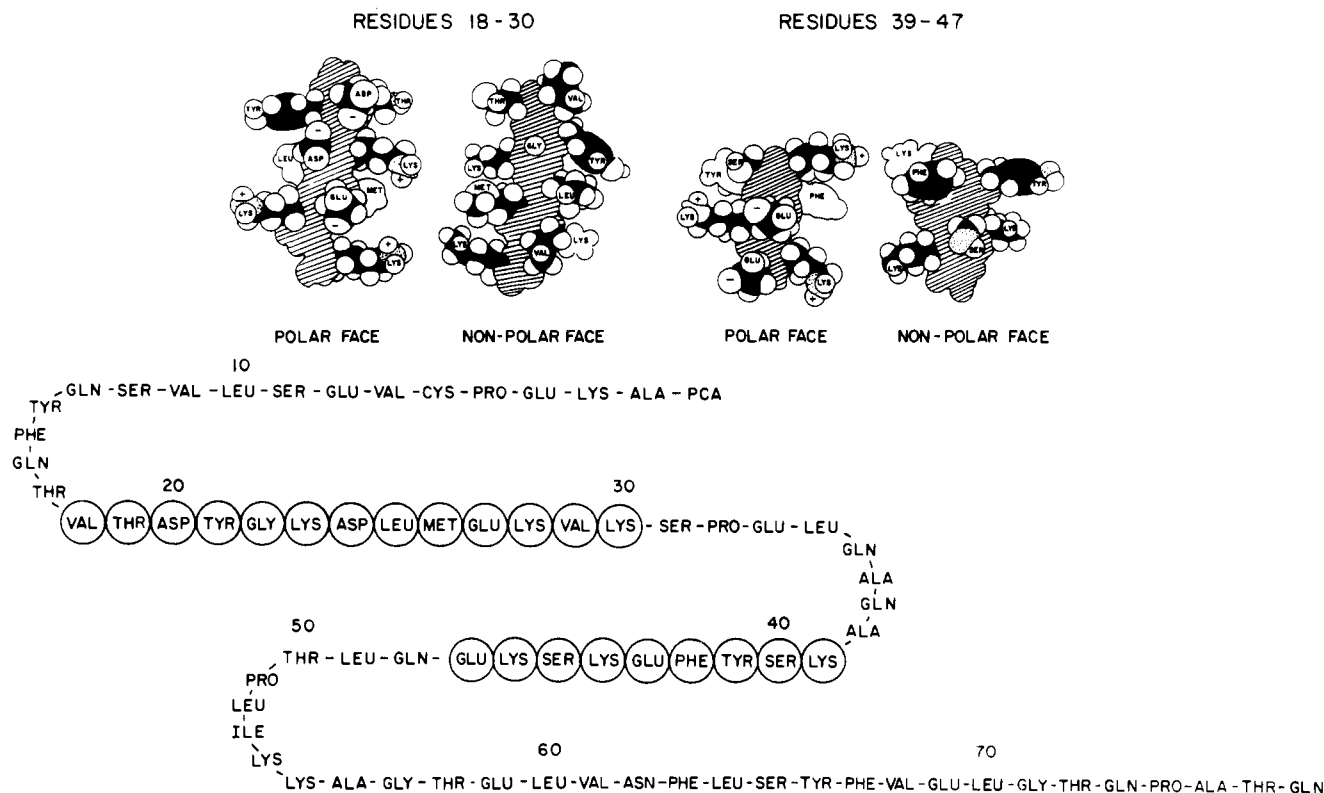 RESIDUES 18-30
RESIDUES 39-47
TYR
ASP
THR
LEU
ASP
LYS
+
−
−
+
LYS
GLU
MET
−
+
LYS
THR
VAL
GLY
LYS
TYR
MET
LEU
LYS
VAL
LYS
TYR
SER
LYS
+
PHE
+
LYS
−
GLU
GLU
−
LYS
+
LYS
PHE
TYR
LYS
SER
LYS
POLAR FACE
NON-POLAR FACE
POLAR FACE
NON-POLAR FACE
10
GLN-SER-VAL-LEU-SER-GLU-VAL-CYS-PRO-GLU-LYS-ALA-PCA
TYR
PHE
GLN
THR
20
30
VAL THR ASP TYR GLY LYS ASP LEU MET GLU LYS VAL LYS-SER-PRO-GLU-LEU
GLN
ALA
GLN
ALA
50
40
THR-LEU-GLN-GLU LYS SER LYS GLU PHE TYR SER LYS
PRO
LEU
ILE
LYS
60
70
LYS-ALA-GLY-THR-GLU-LEU-VAL-ASN-PHE-LEU-SER-TYR-PHE-VAL-GLU-LEU-GLY-THR-GLN-PRO-ALA-THR-GLN